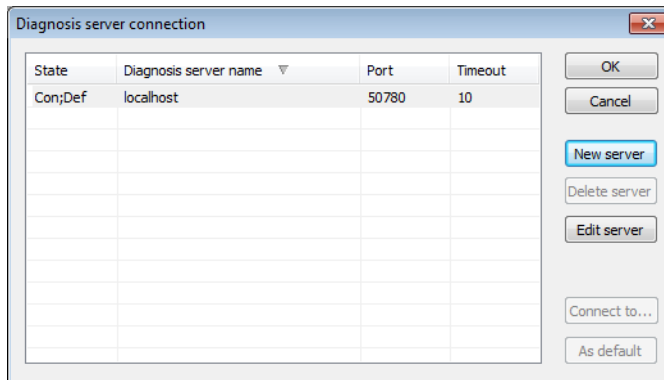 Diagnosis server connection
State Diagnosis server name Port Timeout
Con;Def localhost 50780 10
OK
Cancel
New server
Delete server
Edit server
Connect to...
As default